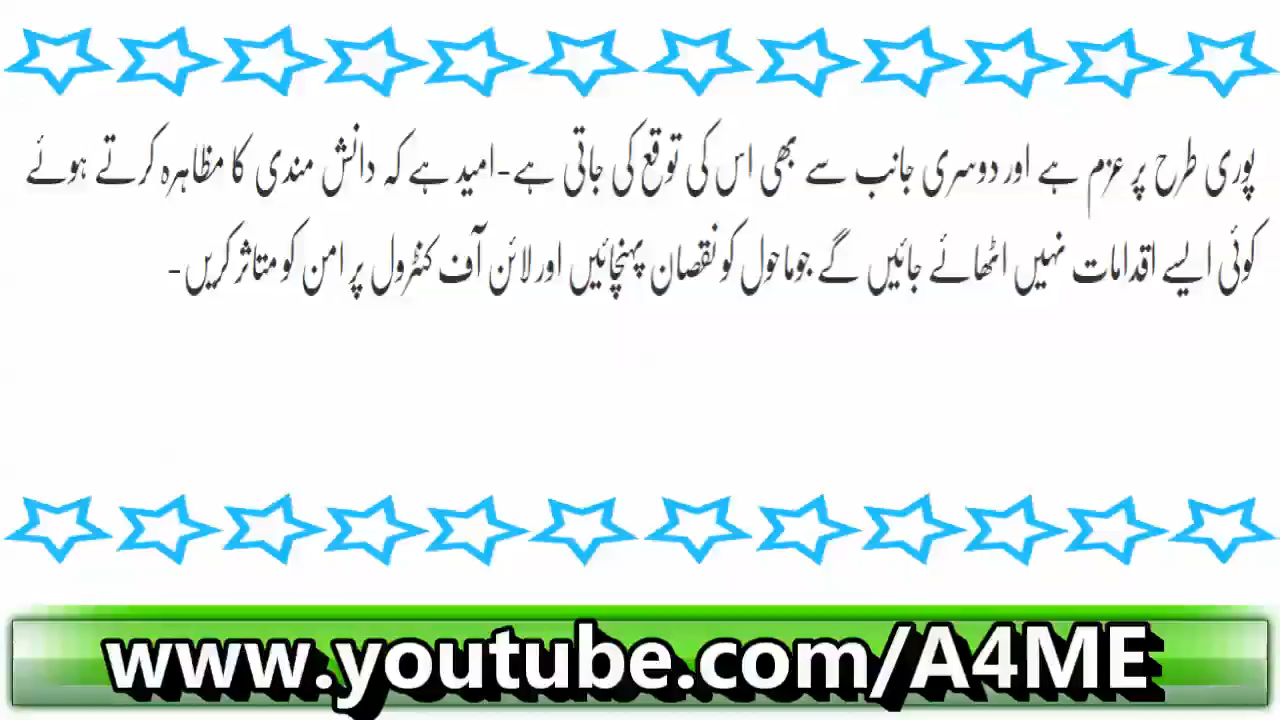 پوری طرح پر عزم ہے اور دوسری جانب سے بھی اس کی توقع کی جاتی ہے-امید ہے کہ دانش مندی کا مظاہرہ کرتے ہوئے
کوئی ایسے اقدامات نہیں اٹھائے جائیں گے جوماحول کو نقصان پہنچائیں اور لائن آف کنٹرول پر امن کو متاثر کریں-
www.youtube.com/A4ME